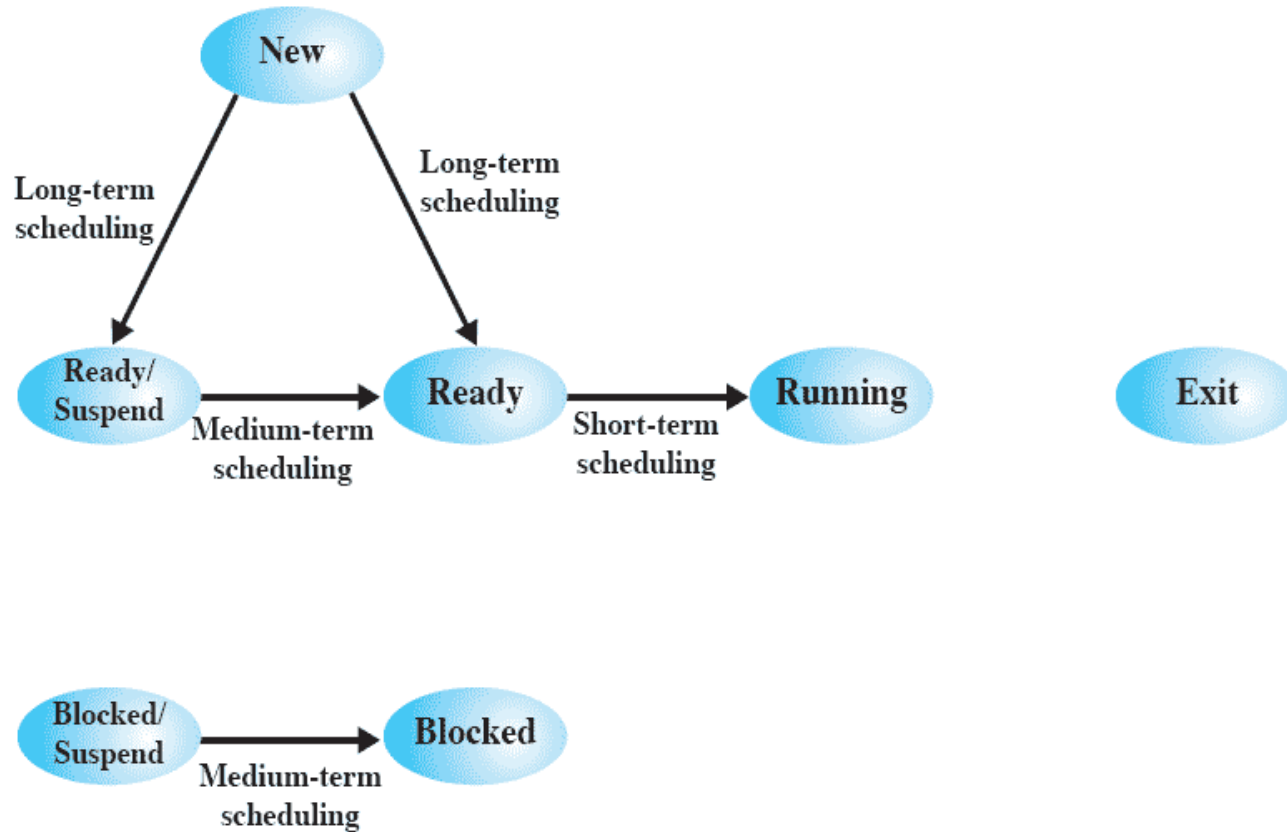 New
Long-term
scheduling
Long-term
scheduling
Ready/
Suspend
Medium-term
scheduling
Ready
Short-term
scheduling
Running
Exit
Blocked/
Suspend
Medium-term
scheduling
Blocked